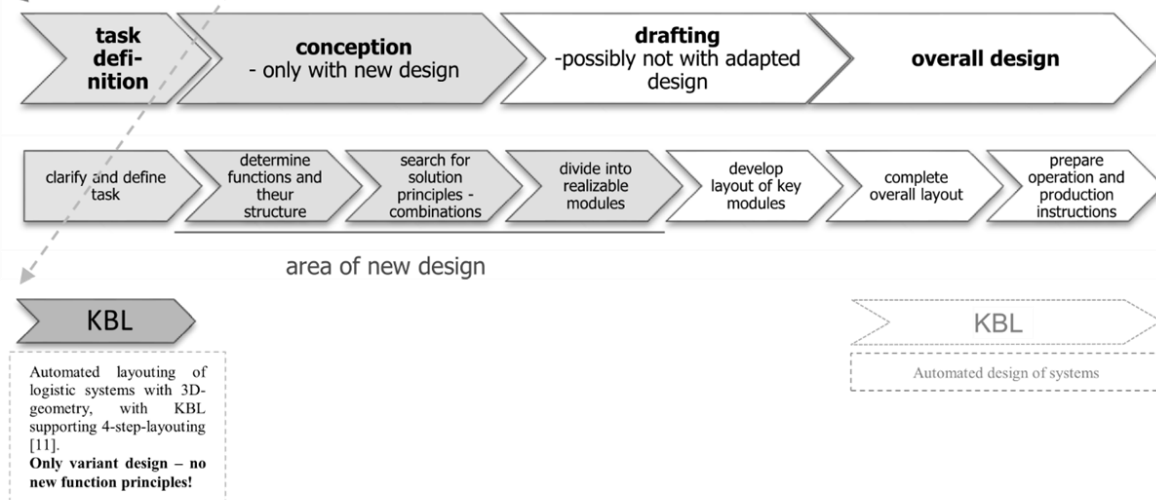 task
defi-
nition
conception
- only with new design
drafting
-possibly not with adapted
design
overall design
clarify and define
task
determine
functions and
theur
structure
search for
solution
principles -
combinations
divide into
realizable
modules
develop
layout of key
modules
complete
overall layout
prepare
operation and
production
instructions
area of new design
KBL
Automated layouting of
logistic systems with 3D-
geometry, with KBL
supporting 4-step-layouting
[11].
Only variant design – no
new function principles!
KBL
Automated design of systems